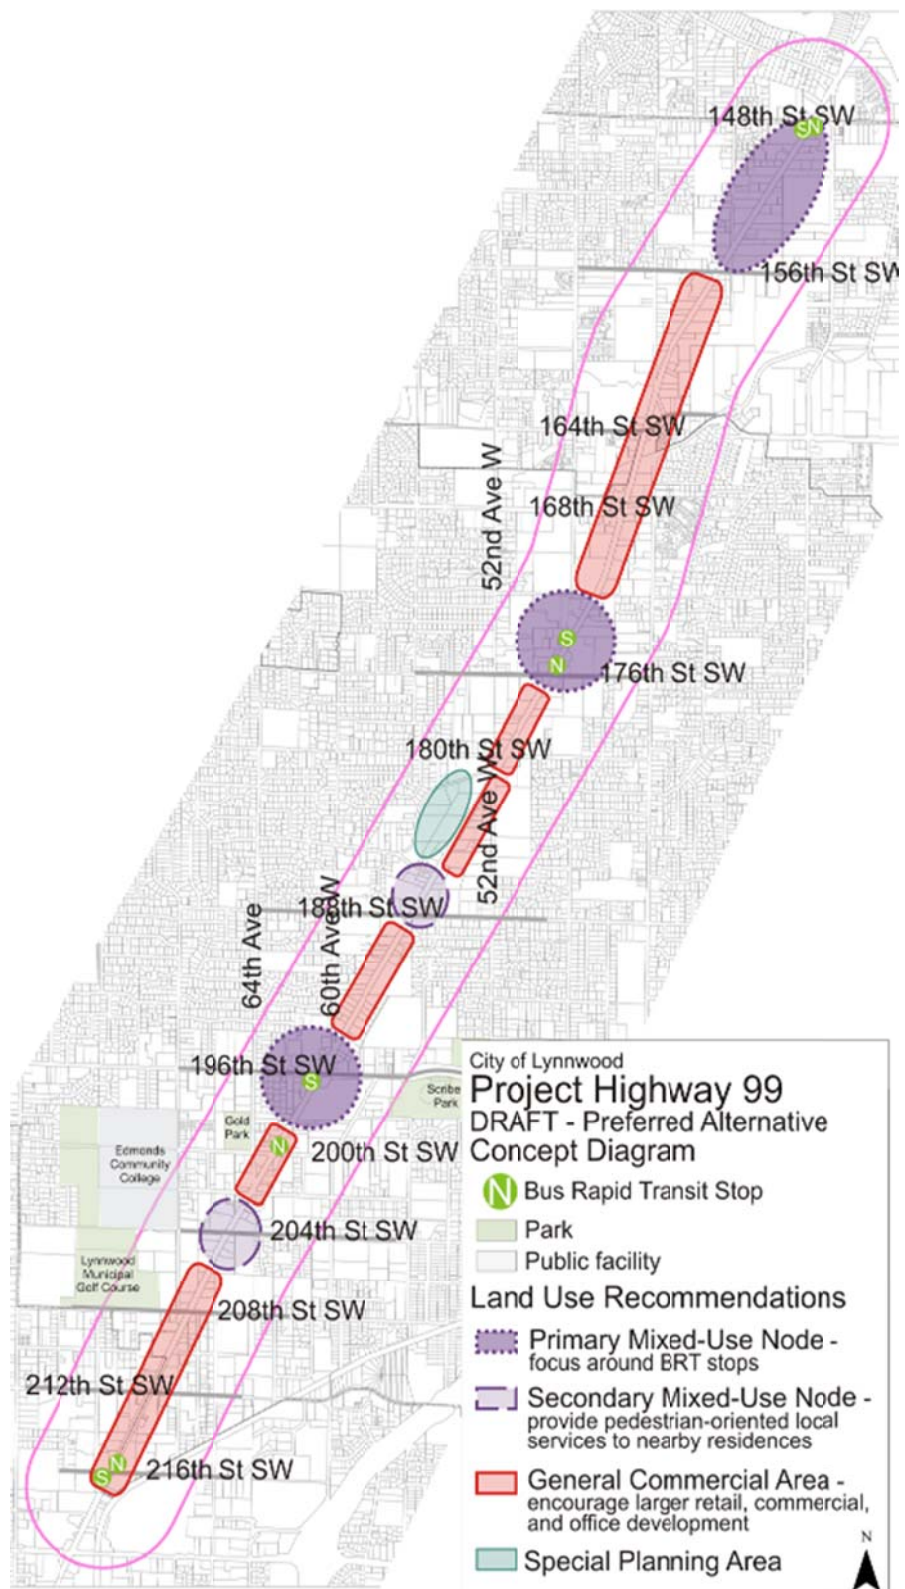 148th St SW
S N
156th St SW
164th St SW
52nd Ave W
168th St SW
S
N
176th St SW
180th St SW
52nd Ave W
188th St SW
64th Ave
60th Ave W
196th St SW
S
Scribe
Park
Gold
Park
N
200th St SW
Edmonds
Community
College
204th St SW
Lynnwood
Municipal
Golf Course
208th St SW
212th St SW
S N
216th St SW
City of Lynnwood
Project Highway 99
DRAFT - Preferred Alternative
Concept Diagram
N Bus Rapid Transit Stop
Park
Public facility
Land Use Recommendations
Primary Mixed-Use Node -
focus around BRT stops
Secondary Mixed-Use Node -
provide pedestrian-oriented local
services to nearby residences
General Commercial Area -
encourage larger retail, commercial,
and office development
Special Planning Area
N